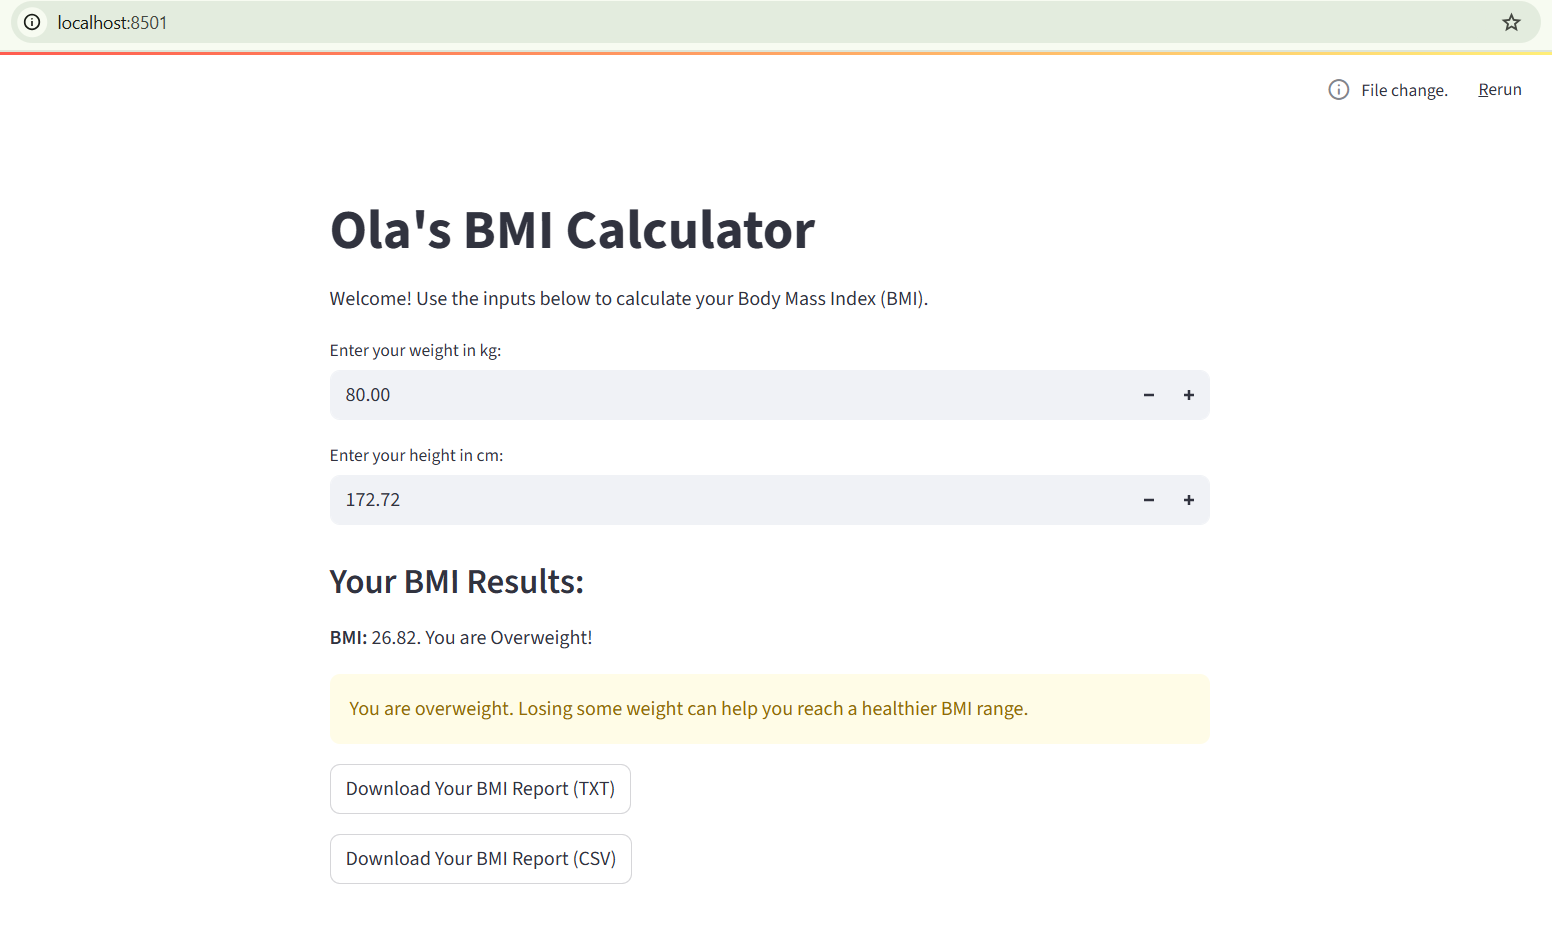 localhost:8501
File change. Rerun
Ola's BMI Calculator
Welcome! Use the inputs below to calculate your Body Mass Index (BMI).
Enter your weight in kg:
80.00
Enter your height in cm:
172.72
Your BMI Results:
BMI: 26.82. You are Overweight!
You are overweight. Losing some weight can help you reach a healthier BMI range.
Download Your BMI Report (TXT)
Download Your BMI Report (CSV)